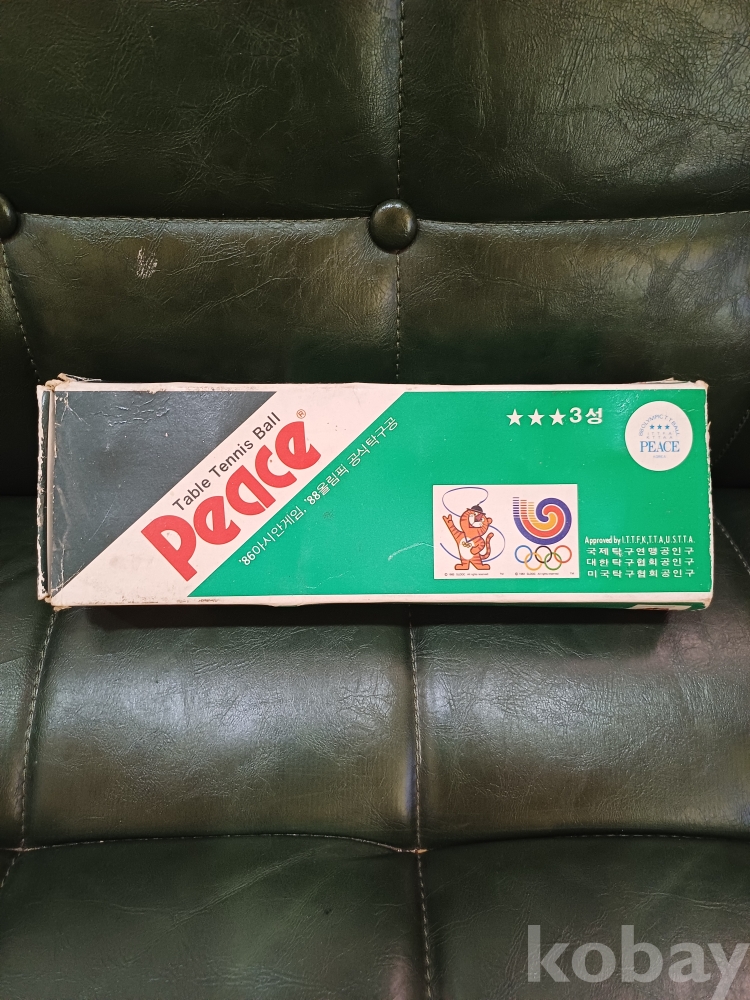 Table Tennis Ball
Peace®
'86아시안게임, '88올림픽 공식탁구공
★★★3성
★★★
PEACE
KOREA
Approved by I.T.T.F,K,T.T.A,U.S.T.T.A.
국제탁구연맹공인구
대한탁구협회공인구
미국탁구협회공인구
kobay